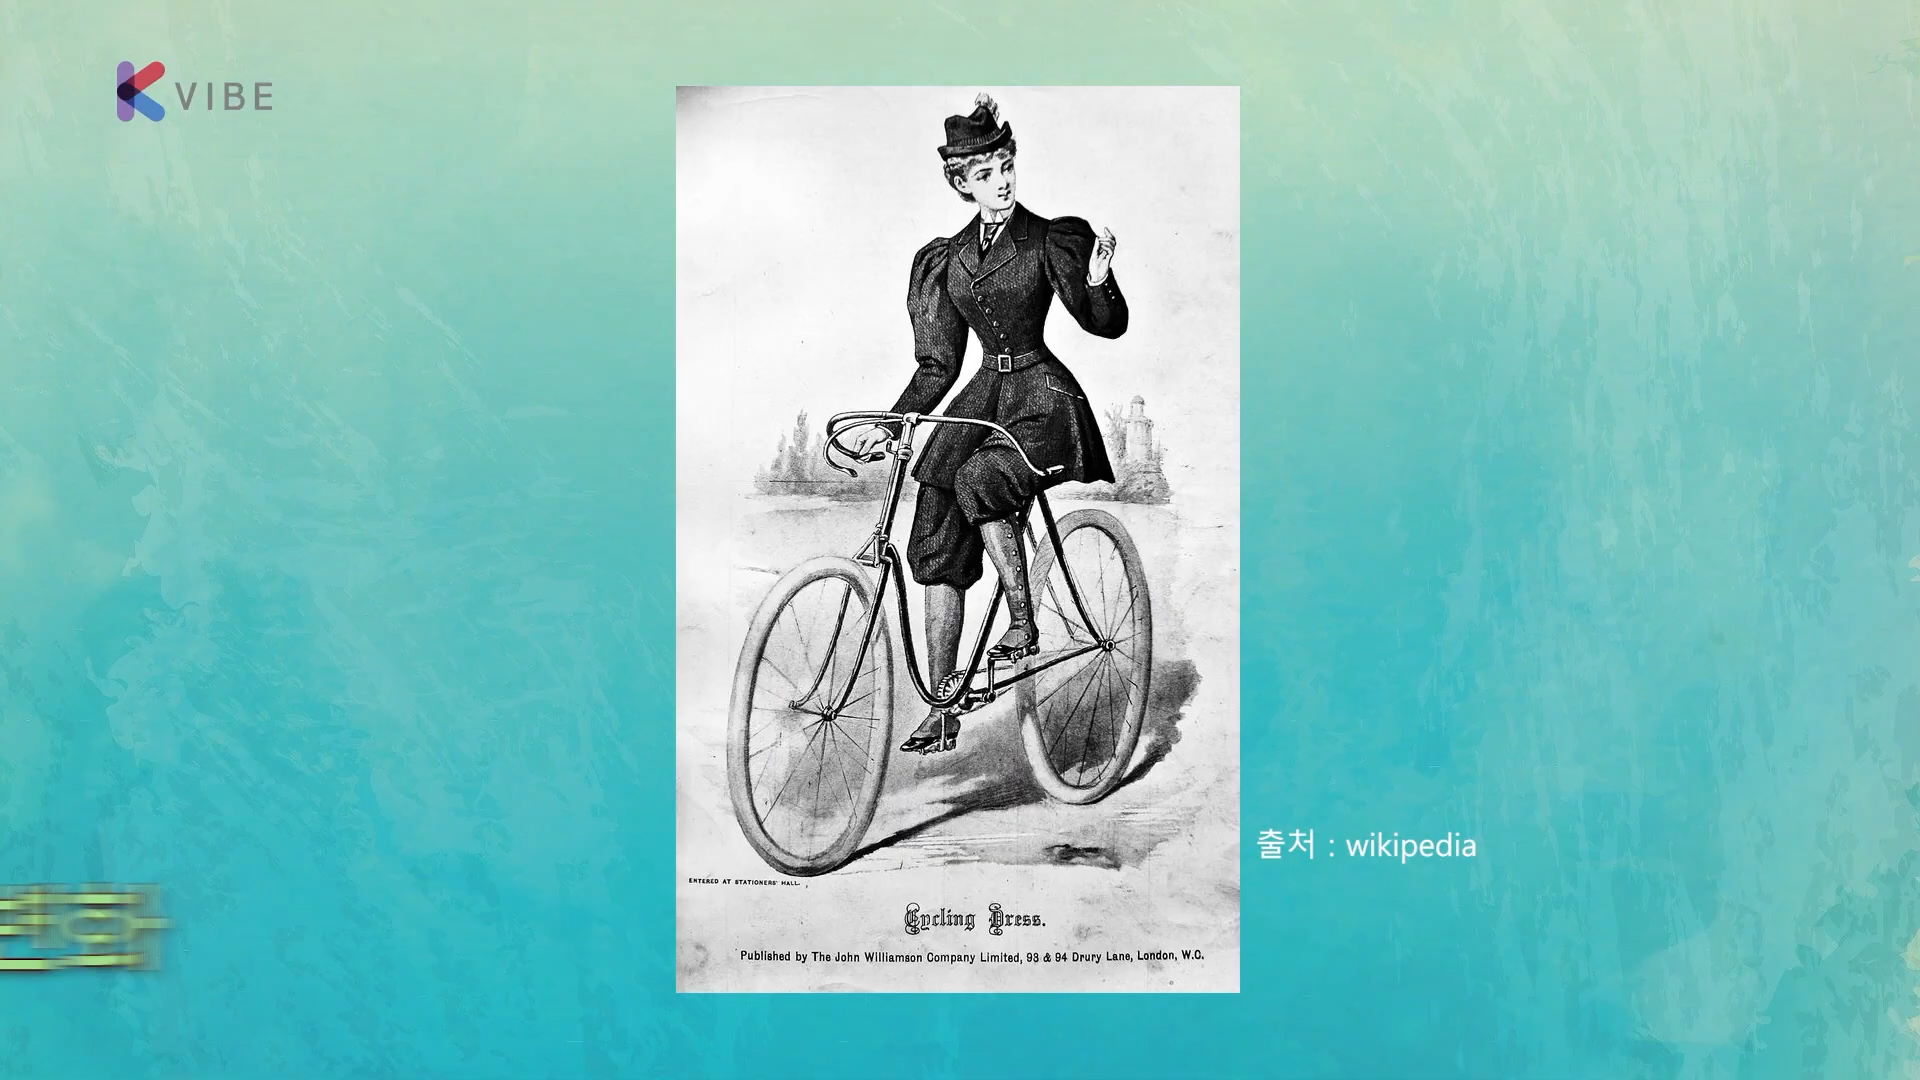 K VIBE
출처 : wikipedia
ENTERED AT STATIONERS' HALL.
Cycling Dress.
Published by The John Williamson Company Limited, 93 & 94 Drury Lane, London, W.C.